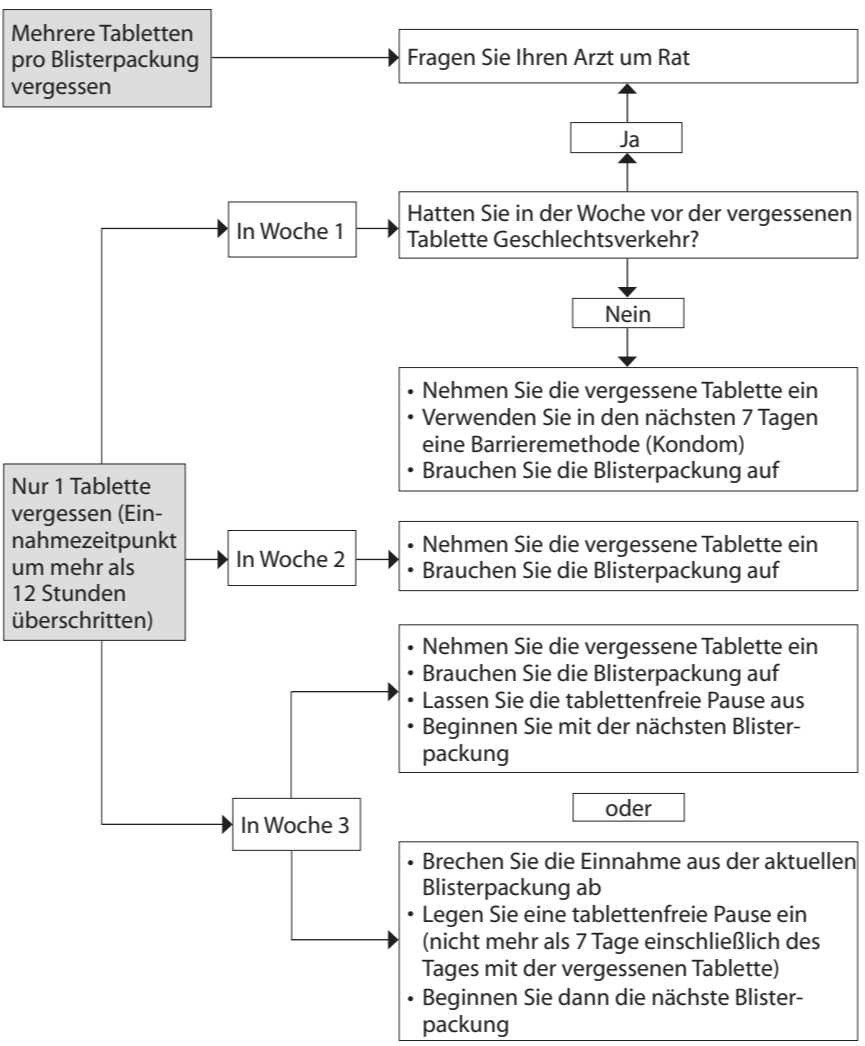 Mehrere Tabletten
pro Blisterpackung
vergessen
Fragen Sie Ihren Arzt um Rat
Ja
In Woche 1
Hatten Sie in der Woche vor der vergessenen
Tablette Geschlechtsverkehr?
Nein
• Nehmen Sie die vergessene Tablette ein
• Verwenden Sie in den nächsten 7 Tagen
eine Barrieremethode (Kondom)
• Brauchen Sie die Blisterpackung auf
Nur 1 Tablette
vergessen (Ein-
nahmezeitpunkt
um mehr als
12 Stunden
überschritten)
In Woche 2
• Nehmen Sie die vergessene Tablette ein
• Brauchen Sie die Blisterpackung auf
In Woche 3
• Nehmen Sie die vergessene Tablette ein
• Brauchen Sie die Blisterpackung auf
• Lassen Sie die tablettenfreie Pause aus
• Beginnen Sie mit der nächsten Blister-
packung
oder
• Brechen Sie die Einnahme aus der aktuellen
Blisterpackung ab
• Legen Sie eine tablettenfreie Pause ein
(nicht mehr als 7 Tage einschließlich des
Tages mit der vergessenen Tablette)
• Beginnen Sie dann die nächste Blister-
packung